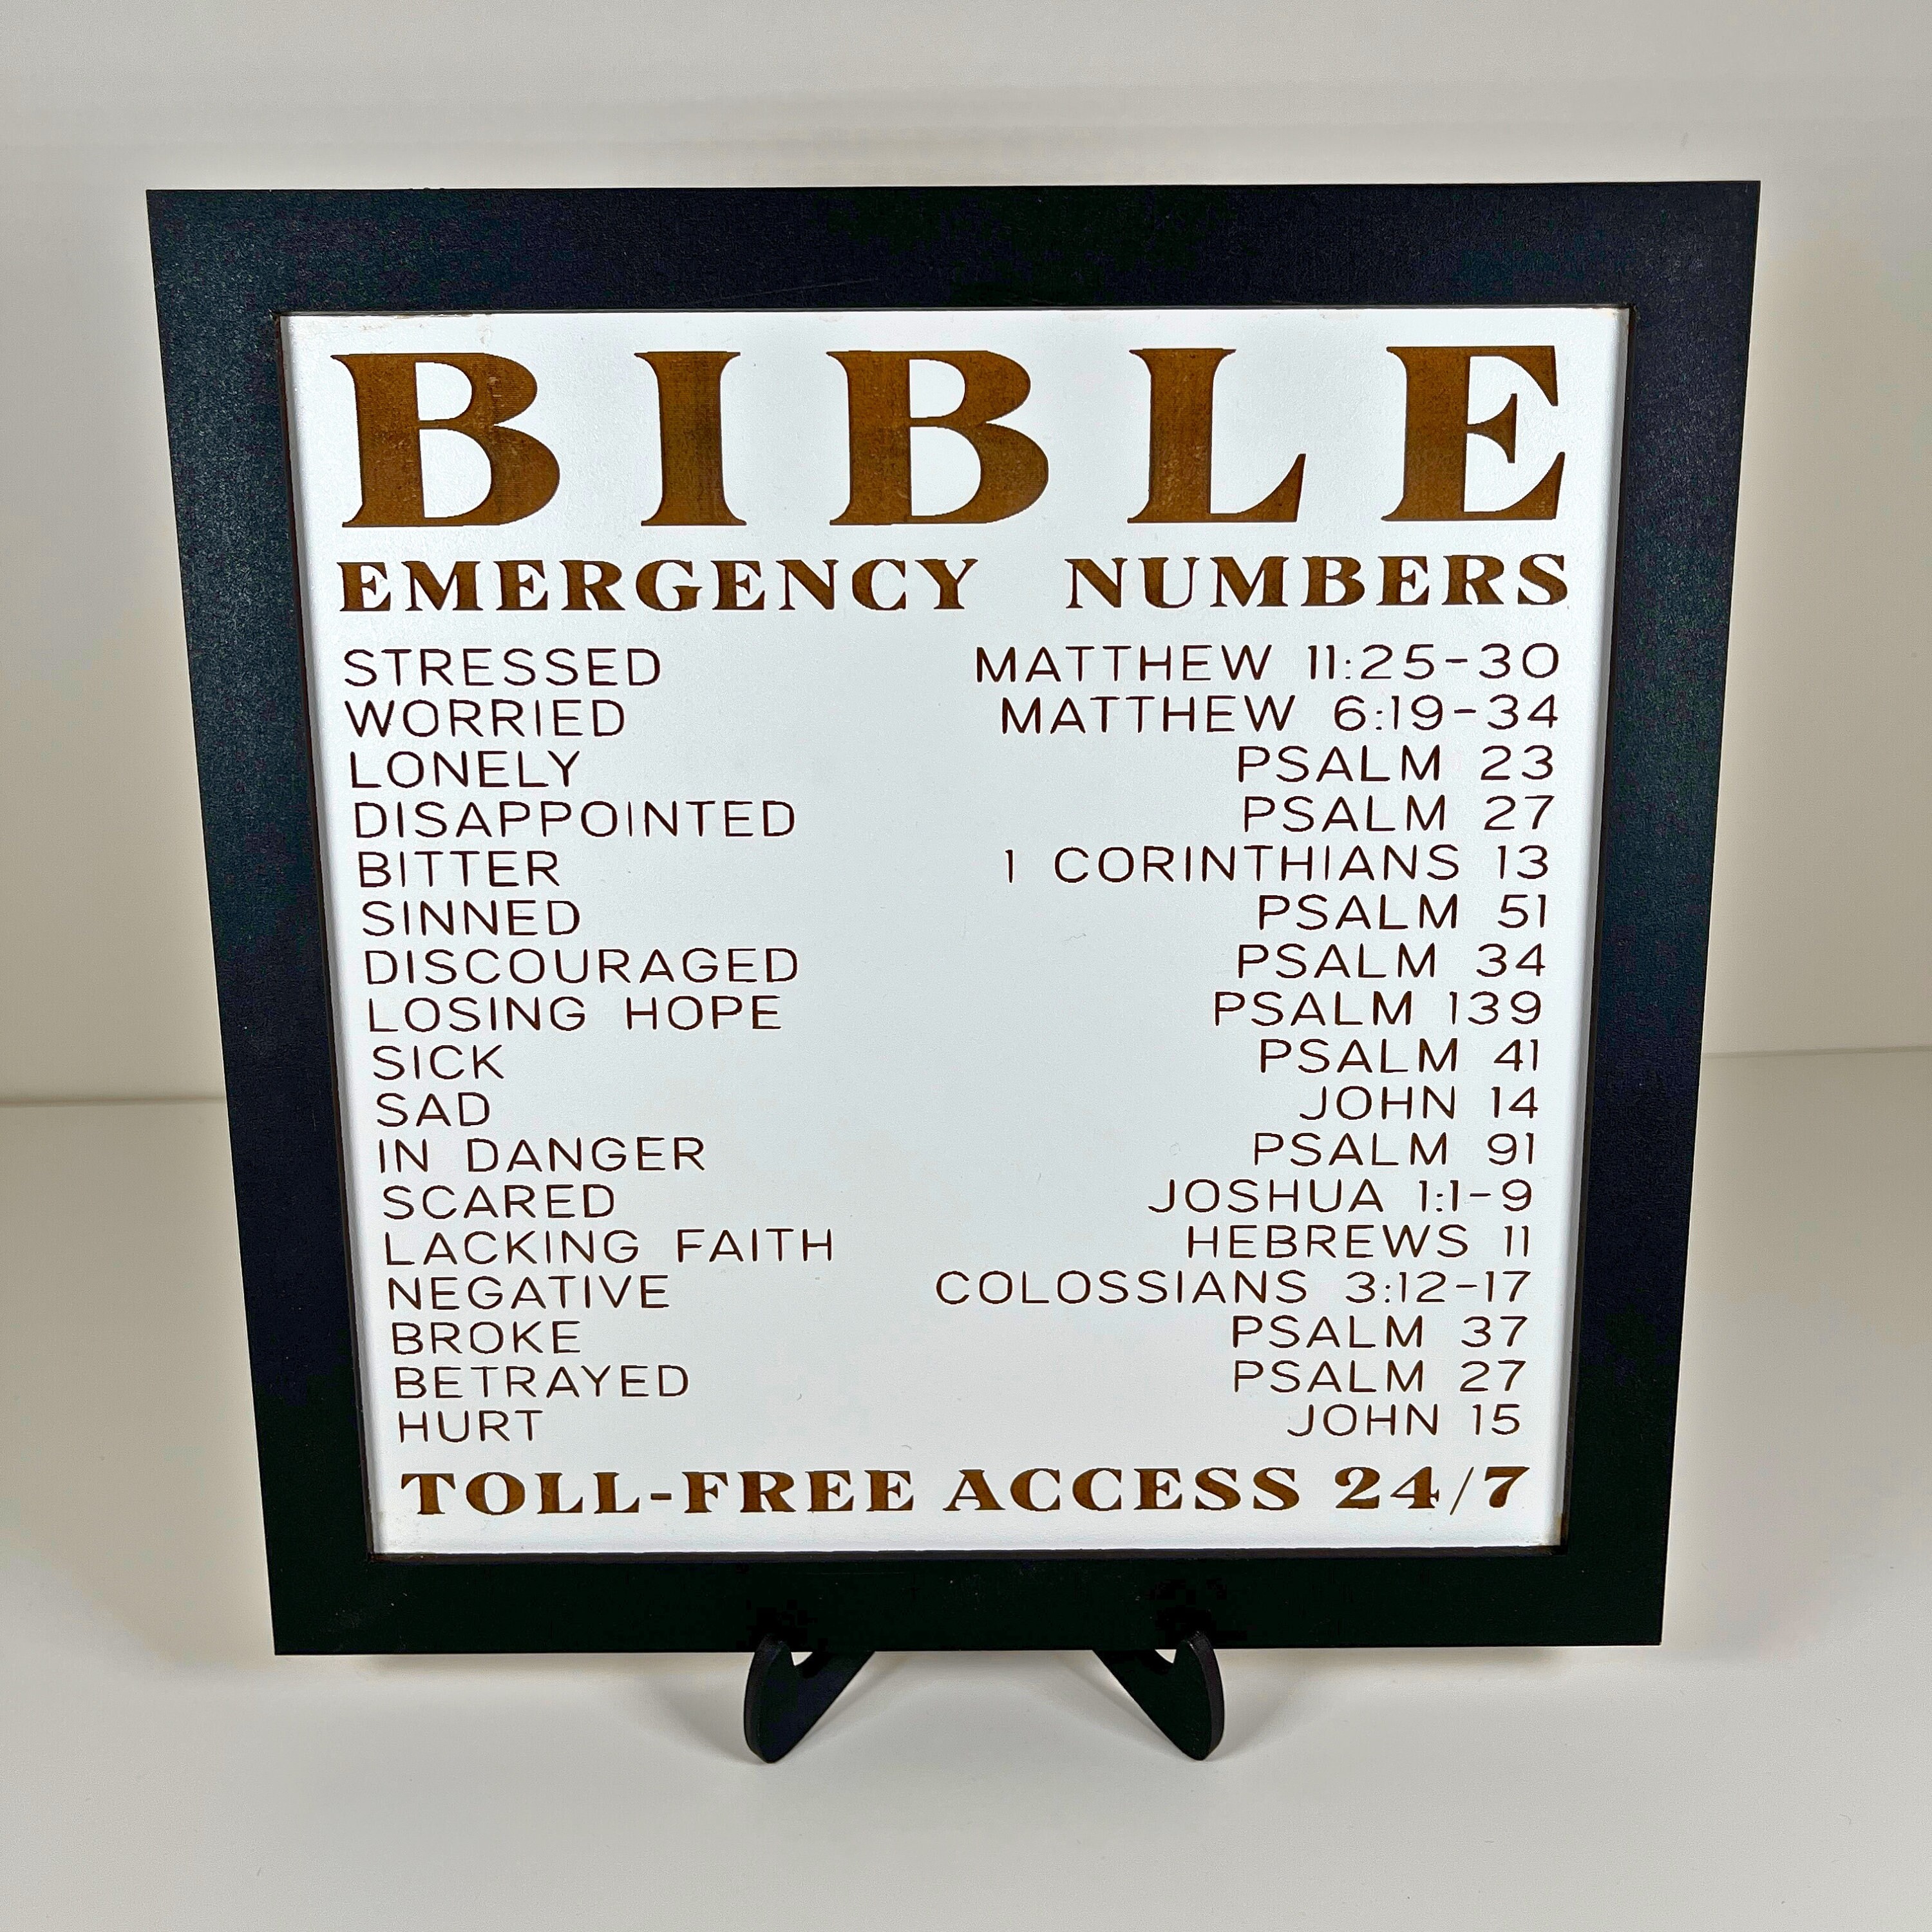 BIBLE
EMERGENCY NUMBERS
STRESSED MATTHEW 11:25-30
WORRIED MATTHEW 6:19-34
LONELY PSALM 23
DISAPPOINTED PSALM 27
BITTER 1 CORINTHIANS 13
SINNED PSALM 51
DISCOURAGED PSALM 34
LOSING HOPE PSALM 139
SICK PSALM 41
SAD JOHN 14
IN DANGER PSALM 91
SCARED JOSHUA 1:1-9
LACKING FAITH HEBREWS 11
NEGATIVE COLOSSIANS 3:12-17
BROKE PSALM 37
BETRAYED PSALM 27
HURT JOHN 15
TOLL-FREE ACCESS 24/7